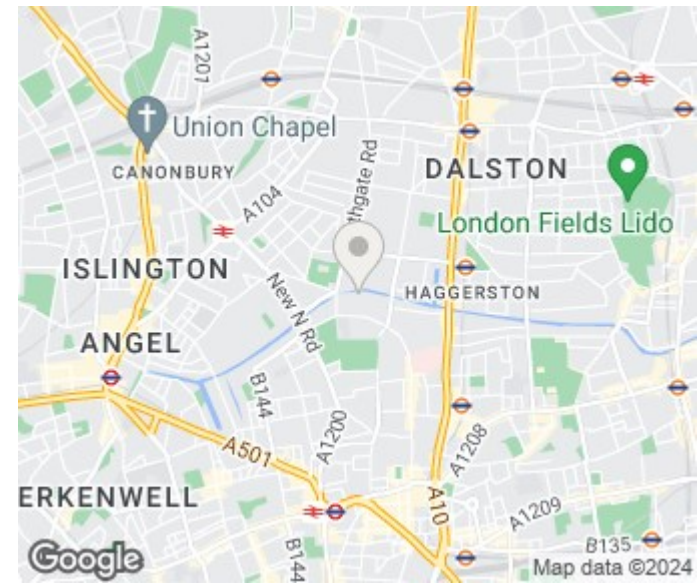 A1207
Union Chapel
CANONBURY
A104
thgate Rd
DALSTON
London Fields Lido
ISLINGTON
New N Rd
HAGGERSTON
ANGEL
B144
A1200
A501
A1208
A10
ERKENWELL
A1209
B135
B144
Google
Map data ©2024